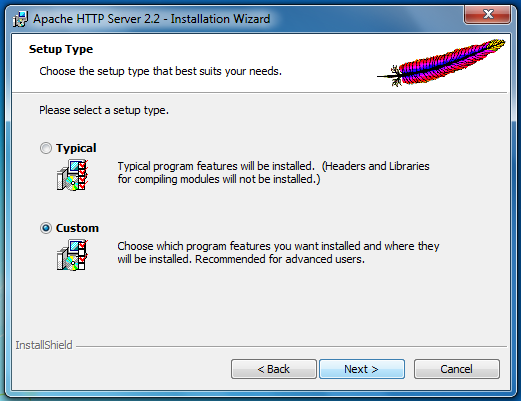 Apache HTTP Server 2.2 - Installation Wizard
Setup Type
Choose the setup type that best suits your needs.
Please select a setup type.
Typical
Typical program features will be installed.  (Headers and Libraries
for compiling modules will not be installed.)
Custom
Choose which program features you want installed and where they
will be installed. Recommended for advanced users.
InstallShield
< Back
Next >
Cancel